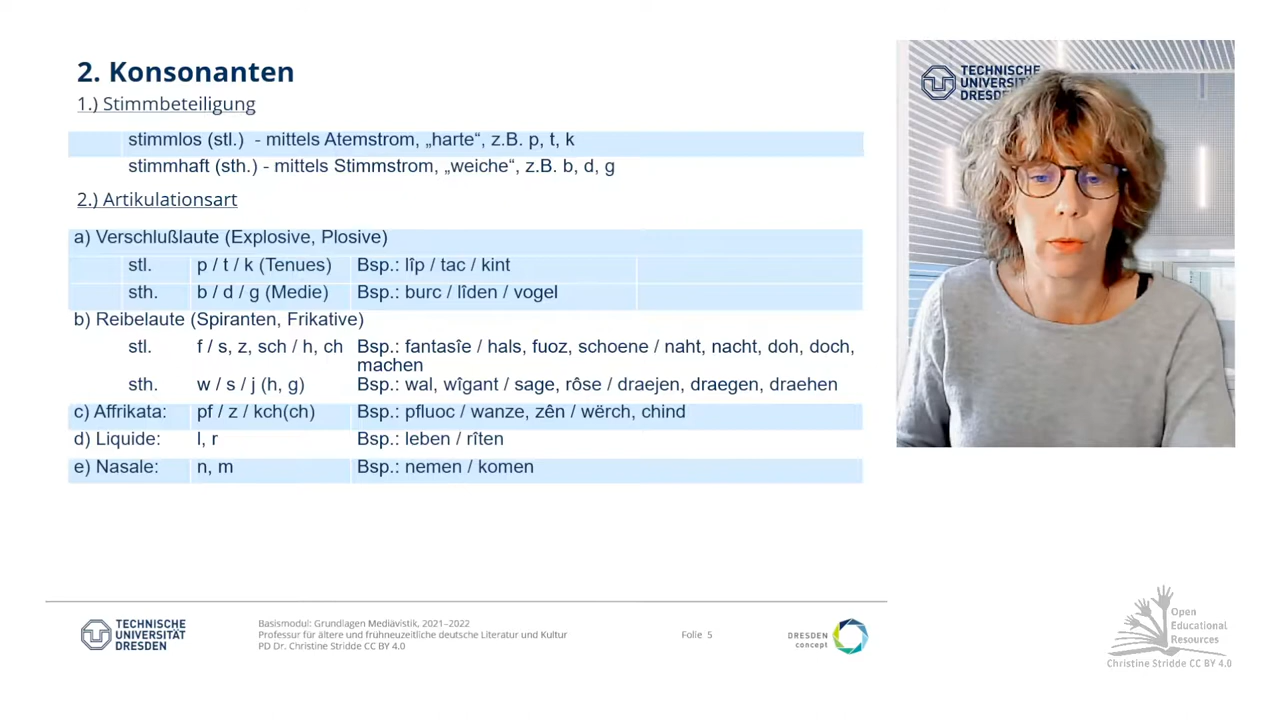 2. Konsonanten
1.) Stimmbeteiligung
stimmlos (stl.) - mittels Atemstrom, „harte“, z.B. p, t, k
stimmhaft (sth.) - mittels Stimmstrom, „weiche“, z.B. b, d, g
2.) Artikulationsart
a) Verschlußlaute (Explosive, Plosive)
stl. p / t / k (Tenues) Bsp.: lîp / tac / kint
sth. b / d / g (Medie) Bsp.: burc / lîden / vogel
b) Reibelaute (Spiranten, Frikative)
stl. f / s, z, sch / h, ch Bsp.: fantasîe / hals, fuoz, schoene / naht, nacht, doh, doch,
machen
sth. w / s / j (h, g) Bsp.: wal, wîgant / sage, rôse / draejen, draegen, draehen
c) Affrikata: pf / z / kch(ch) Bsp.: pfluoc / wanze, zên / wërch, chind
d) Liquide: l, r Bsp.: leben / rîten
e) Nasale: n, m Bsp.: nemen / komen
TECHNISCHE
UNIVERSITÄT
DRESDEN
Basismodul: Grundlagen Mediävistik, 2021–2022
Professur für ältere und frühneuzeitliche deutsche Literatur und Kultur
PD Dr. Christine Stridde CC BY 4.0
Folie 5
DRESDEN
concept
TECHNISCHE
Open
Educational
Resources
Christine Stridde CC BY 4.0